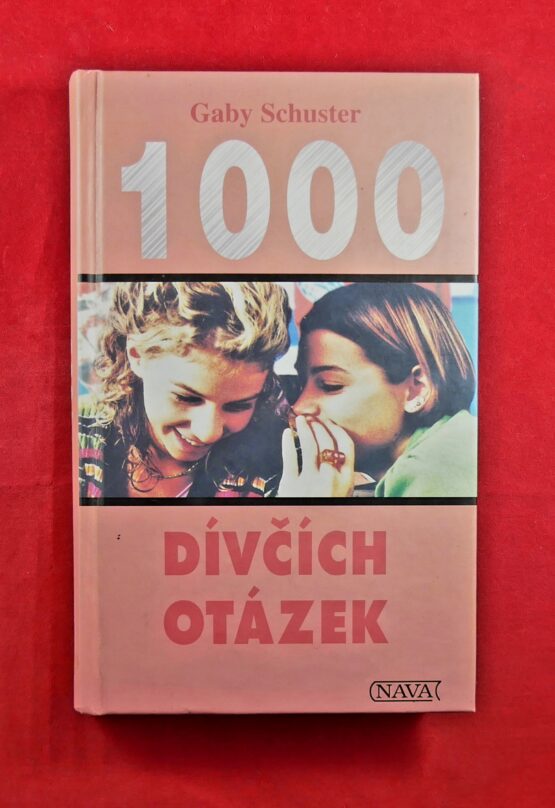 Gaby Schuster
1000
DÍVČÍCH
OTÁZEK
NAVA